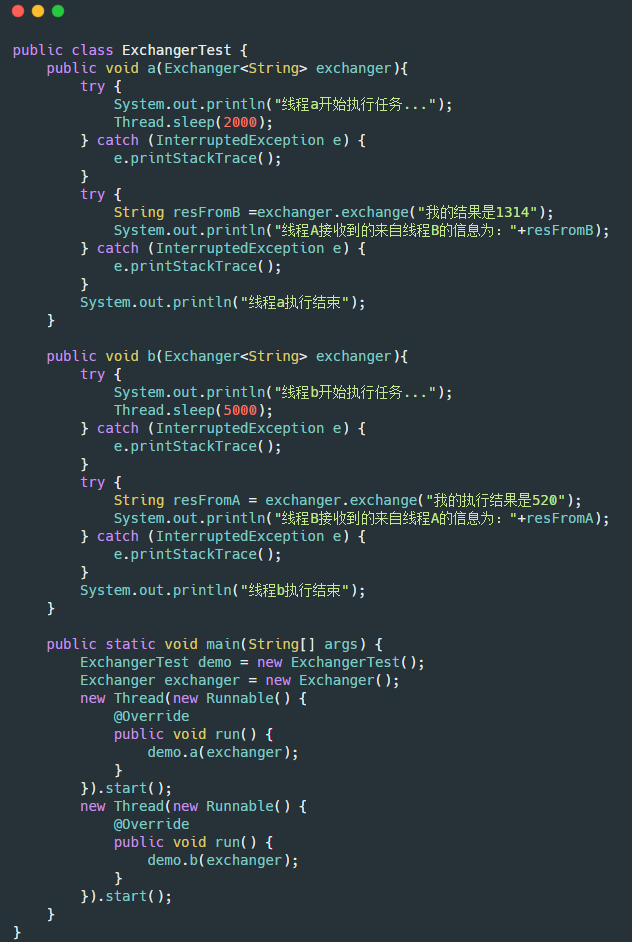 public class ExchangerTest {
    public void a(Exchanger<String> exchanger){
        try {
            System.out.println("线程a开始执行任务...");
            Thread.sleep(2000);
        } catch (InterruptedException e) {
            e.printStackTrace();
        }
        try {
            String resFromB =exchanger.exchange("我的结果是1314");
            System.out.println("线程A接收到的来自线程B的信息为："+resFromB);
        } catch (InterruptedException e) {
            e.printStackTrace();
        }
        System.out.println("线程a执行结束");
    }

    public void b(Exchanger<String> exchanger){
        try {
            System.out.println("线程b开始执行任务...");
            Thread.sleep(5000);
        } catch (InterruptedException e) {
            e.printStackTrace();
        }
        try {
            String resFromA = exchanger.exchange("我的执行结果是520");
            System.out.println("线程B接收到的来自线程A的信息为："+resFromA);
        } catch (InterruptedException e) {
            e.printStackTrace();
        }
        System.out.println("线程b执行结束");
    }

    public static void main(String[] args) {
        ExchangerTest demo = new ExchangerTest();
        Exchanger exchanger = new Exchanger();
        new Thread(new Runnable() {
            @Override
            public void run() {
                demo.a(exchanger);
            }
        }).start();
        new Thread(new Runnable() {
            @Override
            public void run() {
                demo.b(exchanger);
            }
        }).start();
    }
}